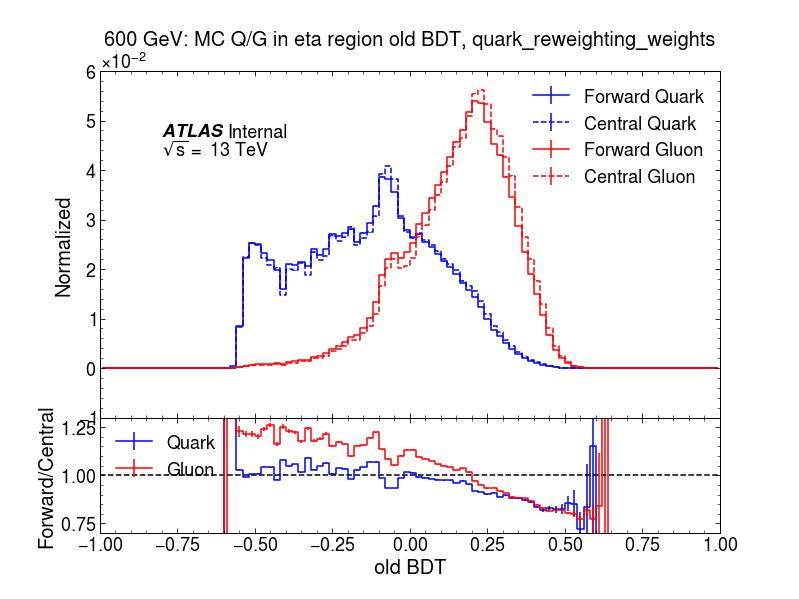 600 GeV: MC Q/G in eta region old BDT, quark_reweighting_weights
×10⁻²
6
5
4
3
2
1
0
1
Normalized
ATLAS Internal
√s = 13 TeV
Forward Quark
Central Quark
Forward Gluon
Central Gluon
1.25
1.00
0.75
Forward/Central
Quark
Gluon
−1.00 −0.75 −0.50 −0.25 0.00 0.25 0.50 0.75 1.00
old BDT